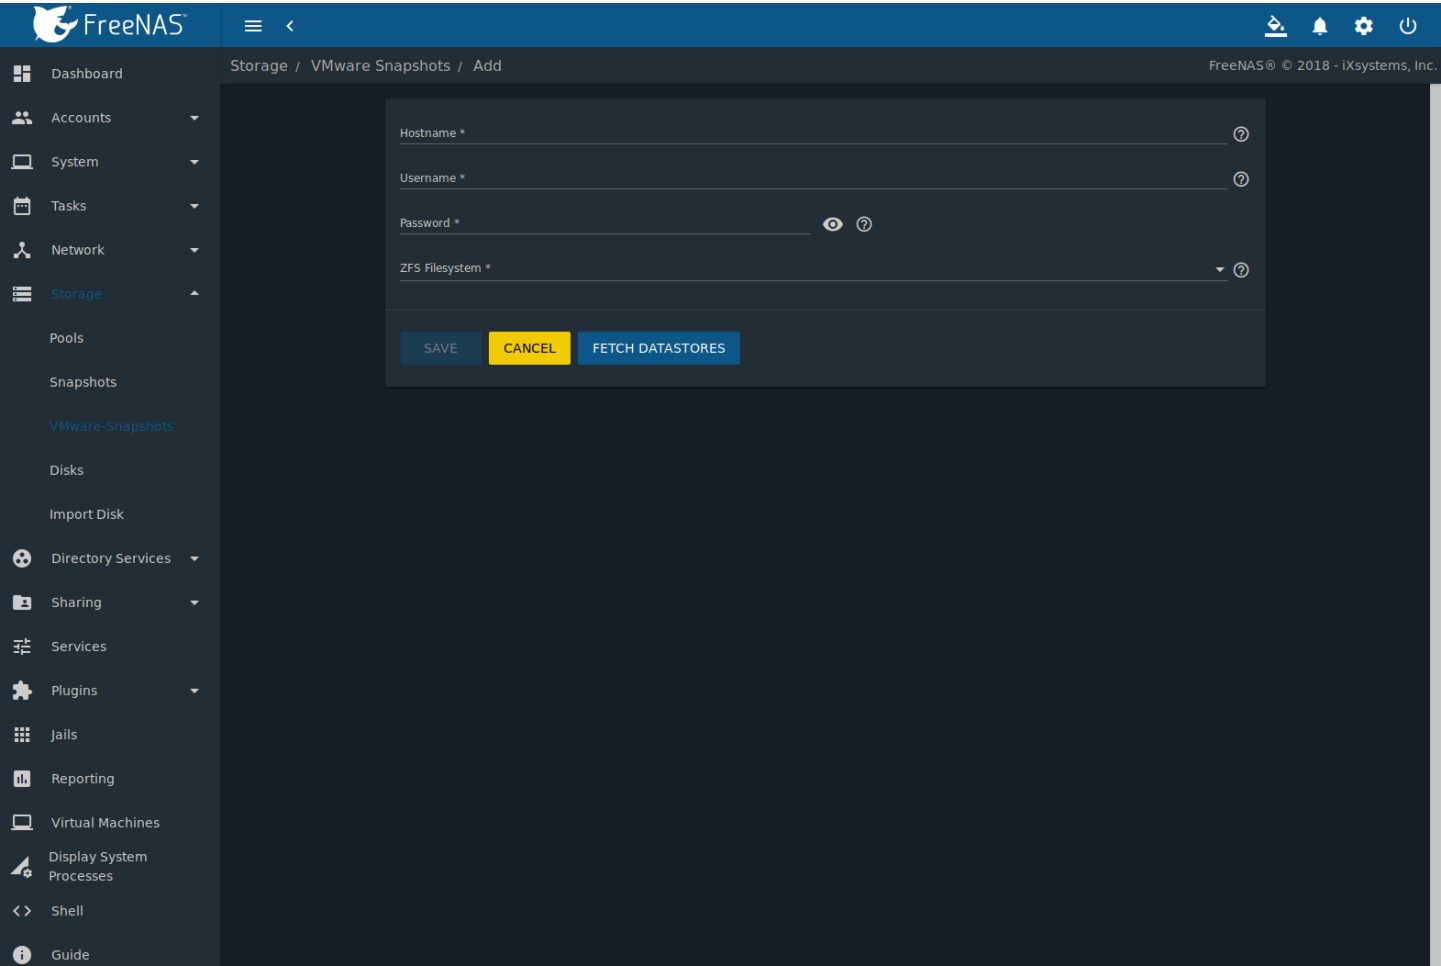 FreeNAS™
Storage / VMware Snapshots / Add
FreeNAS® © 2018 - iXsystems, Inc.
Dashboard
Accounts
System
Tasks
Network
Storage
Pools
Snapshots
VMware-Snapshots
Disks
Import Disk
Directory Services
Sharing
Services
Plugins
Jails
Reporting
Virtual Machines
Display System
Processes
Shell
Guide
Hostname *
Username *
Password *
ZFS Filesystem *
SAVE
CANCEL
FETCH DATASTORES